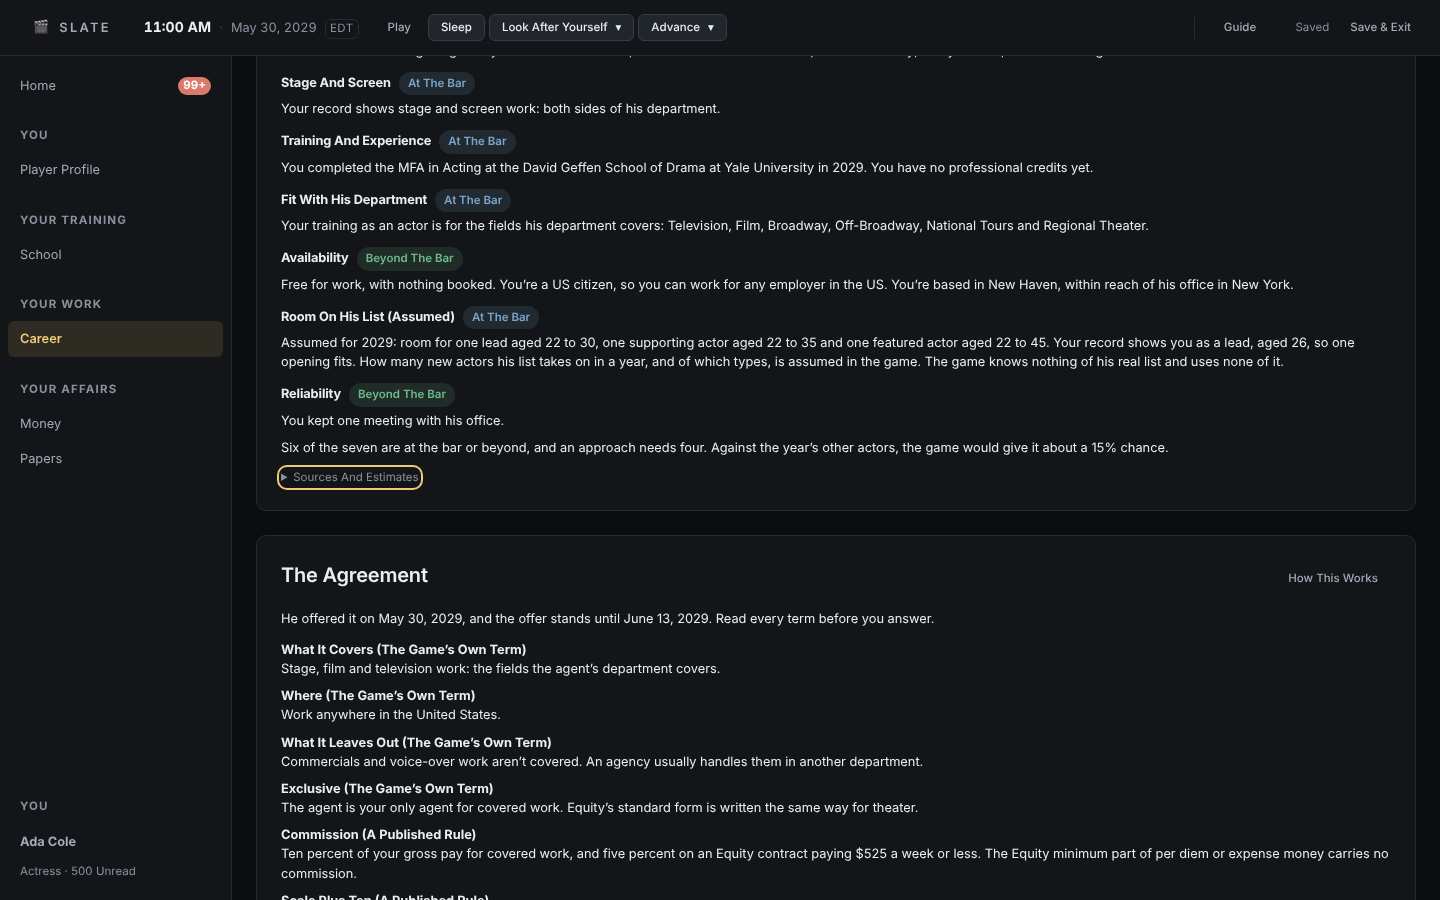 SLATE
11:00 AM · May 30, 2029 EDT
Play
Sleep
Look After Yourself ▾
Advance ▾
Guide
Saved
Save & Exit
Home
99+
YOU
Player Profile
YOUR TRAINING
School
YOUR WORK
Career
YOUR AFFAIRS
Money
Papers
YOU
Ada Cole
Actress · 500 Unread
Stage And Screen At The Bar
Your record shows stage and screen work: both sides of his department.
Training And Experience At The Bar
You completed the MFA in Acting at the David Geffen School of Drama at Yale University in 2029. You have no professional credits yet.
Fit With His Department At The Bar
Your training as an actor is for the fields his department covers: Television, Film, Broadway, Off-Broadway, National Tours and Regional Theater.
Availability Beyond The Bar
Free for work, with nothing booked. You’re a US citizen, so you can work for any employer in the US. You’re based in New Haven, within reach of his office in New York.
Room On His List (Assumed) At The Bar
Assumed for 2029: room for one lead aged 22 to 30, one supporting actor aged 22 to 35 and one featured actor aged 22 to 45. Your record shows you as a lead, aged 26, so one
opening fits. How many new actors his list takes on in a year, and of which types, is assumed in the game. The game knows nothing of his real list and uses none of it.
Reliability Beyond The Bar
You kept one meeting with his office.
Six of the seven are at the bar or beyond, and an approach needs four. Against the year’s other actors, the game would give it about a 15% chance.
Sources And Estimates
The Agreement
How This Works
He offered it on May 30, 2029, and the offer stands until June 13, 2029. Read every term before you answer.
What It Covers (The Game’s Own Term)
Stage, film and television work: the fields the agent’s department covers.
Where (The Game’s Own Term)
Work anywhere in the United States.
What It Leaves Out (The Game’s Own Term)
Commercials and voice-over work aren’t covered. An agency usually handles them in another department.
Exclusive (The Game’s Own Term)
The agent is your only agent for covered work. Equity’s standard form is written the same way for theater.
Commission (A Published Rule)
Ten percent of your gross pay for covered work, and five percent on an Equity contract paying $525 a week or less. The Equity minimum part of per diem or expense money carries no
commission.
Scale Plus Ten (A Published Rule)